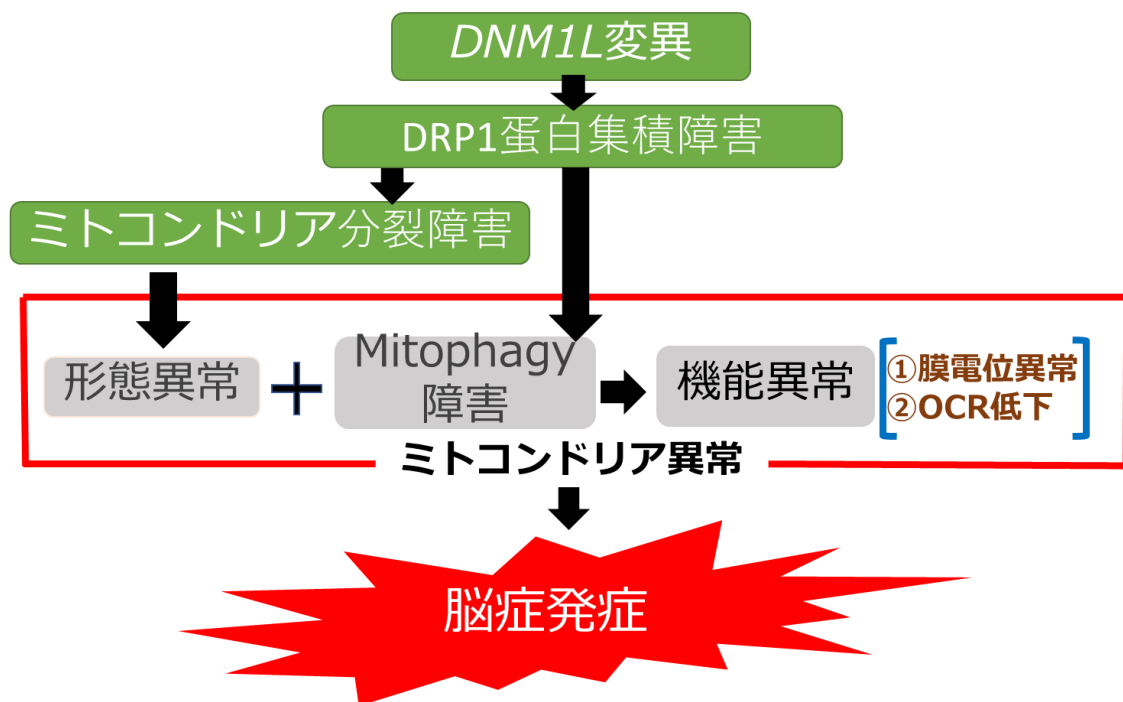 DNM1L変異
DRP1蛋白集積障害
ミトコンドリア分裂障害
形態異常
+
Mitophagy
障害
機能異常
①膜電位異常
②OCR低下
ミトコンドリア異常
脳症発症